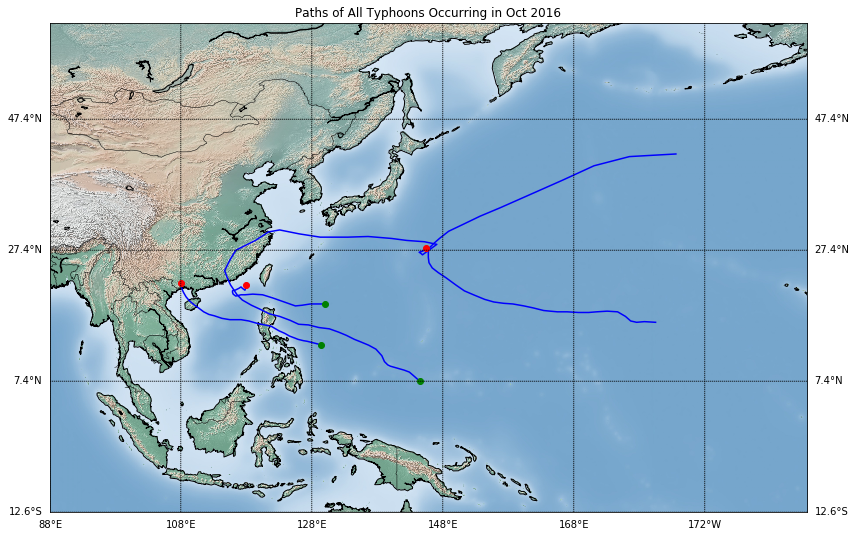 Paths of All Typhoons Occurring in Oct 2016
47.4°N 47.4°N
27.4°N 27.4°N
7.4°N 7.4°N
12.6°S 12.6°S
88°E 108°E 128°E 148°E 168°E 172°W